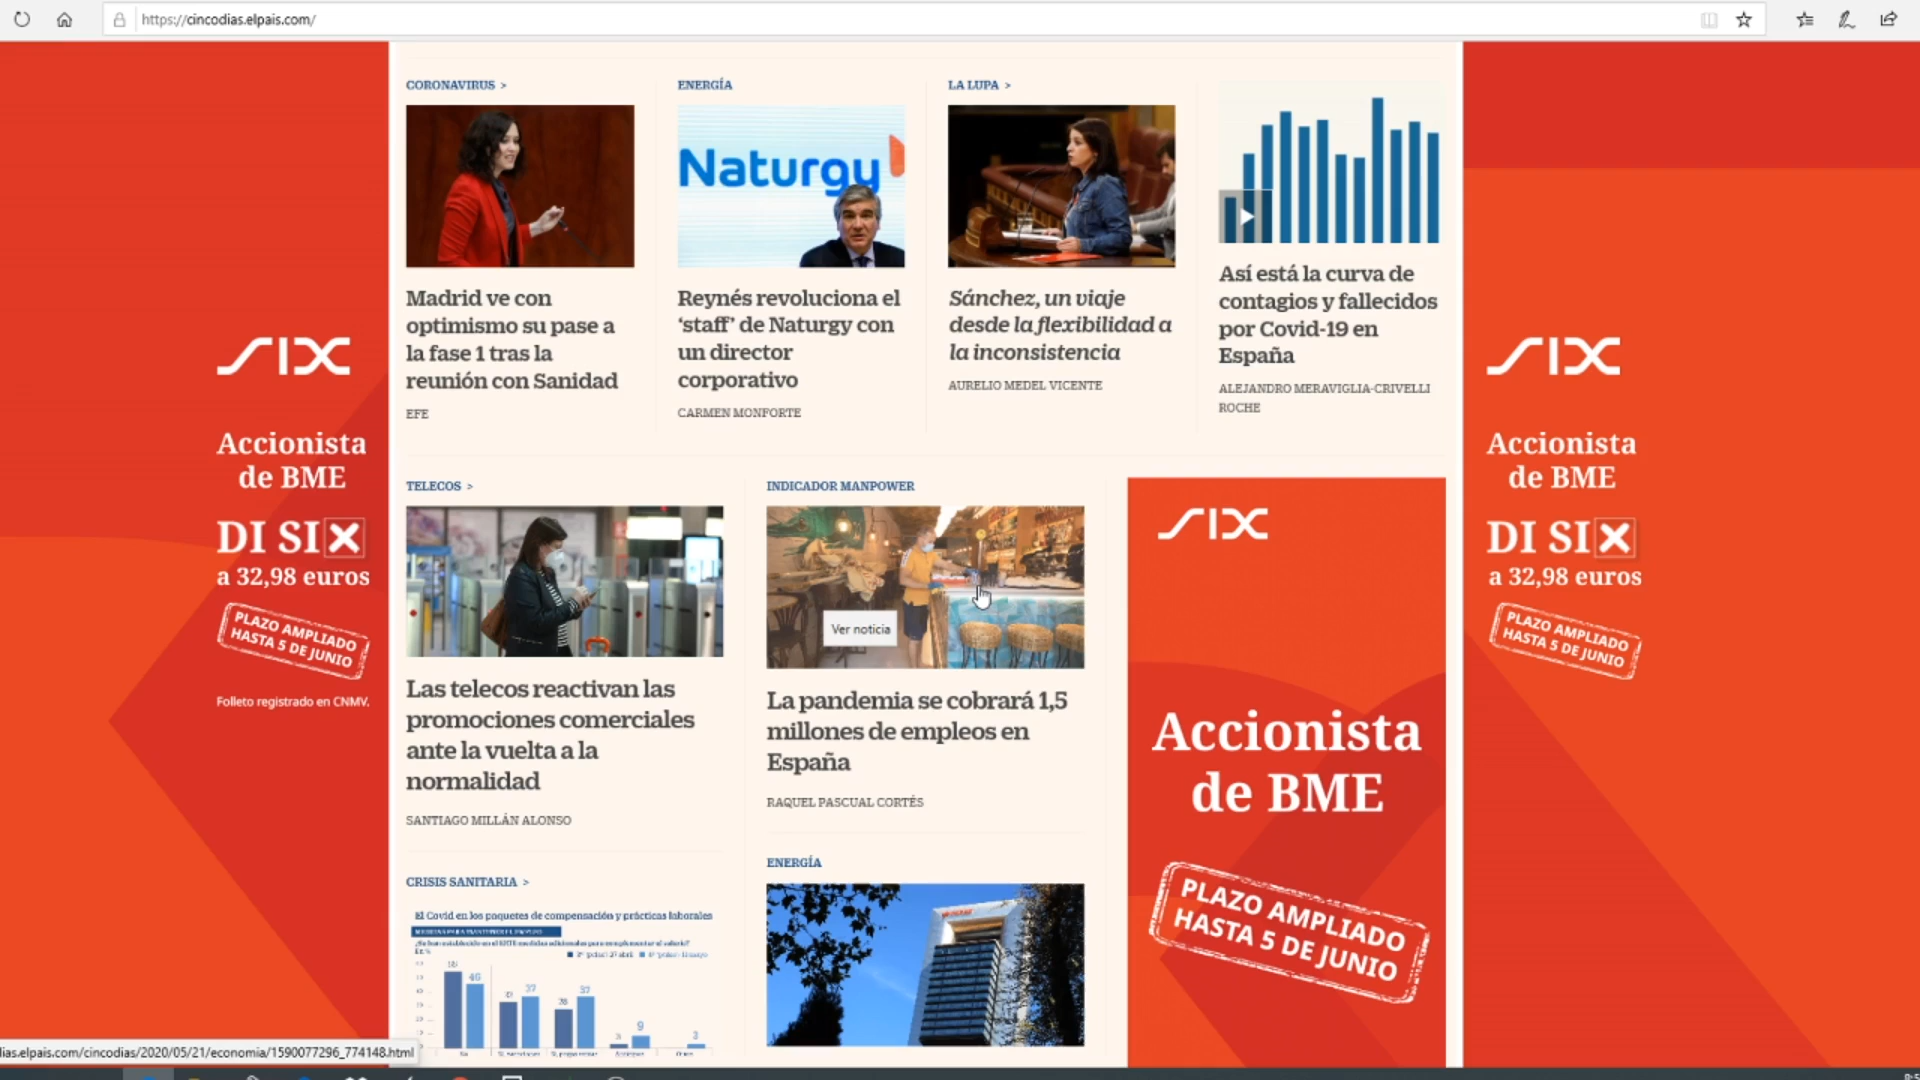 https://cincodias.elpais.com/
CORONAVIRUS >
Madrid ve con
optimismo su pase a
la fase 1 tras la
reunión con Sanidad
EFE
ENERGÍA
Naturgy
Reynés revoluciona el
‘staff’ de Naturgy con
un director
corporativo
CARMEN MONFORTE
LA LUPA >
Sánchez, un viaje
desde la flexibilidad a
la inconsistencia
AURELIO MEDEL VICENTE
Así está la curva de
contagios y fallecidos
por Covid-19 en
España
ALEJANDRO MERAVIGLIA-CRIVELLI
ROCHE
SIX
Accionista
de BME
DI SIX
a 32,98 euros
PLAZO AMPLIADO
HASTA 5 DE JUNIO
Folleto registrado en CNMV.
TELECOS >
Las telecos reactivan las
promociones comerciales
ante la vuelta a la
normalidad
SANTIAGO MILLÁN ALONSO
INDICADOR MANPOWER
Ver noticia
La pandemia se cobrará 1,5
millones de empleos en
España
RAQUEL PASCUAL CORTÉS
SIX
Accionista
de BME
PLAZO AMPLIADO
HASTA 5 DE JUNIO
SIX
Accionista
de BME
DI SIX
a 32,98 euros
PLAZO AMPLIADO
HASTA 5 DE JUNIO
CRISIS SANITARIA >
El Covid en los paquetes de compensación y prácticas laborales
46
37
37
9
3
ENERGÍA
ias.elpais.com/cincodias/2020/05/21/economia/1590077296_774148.html